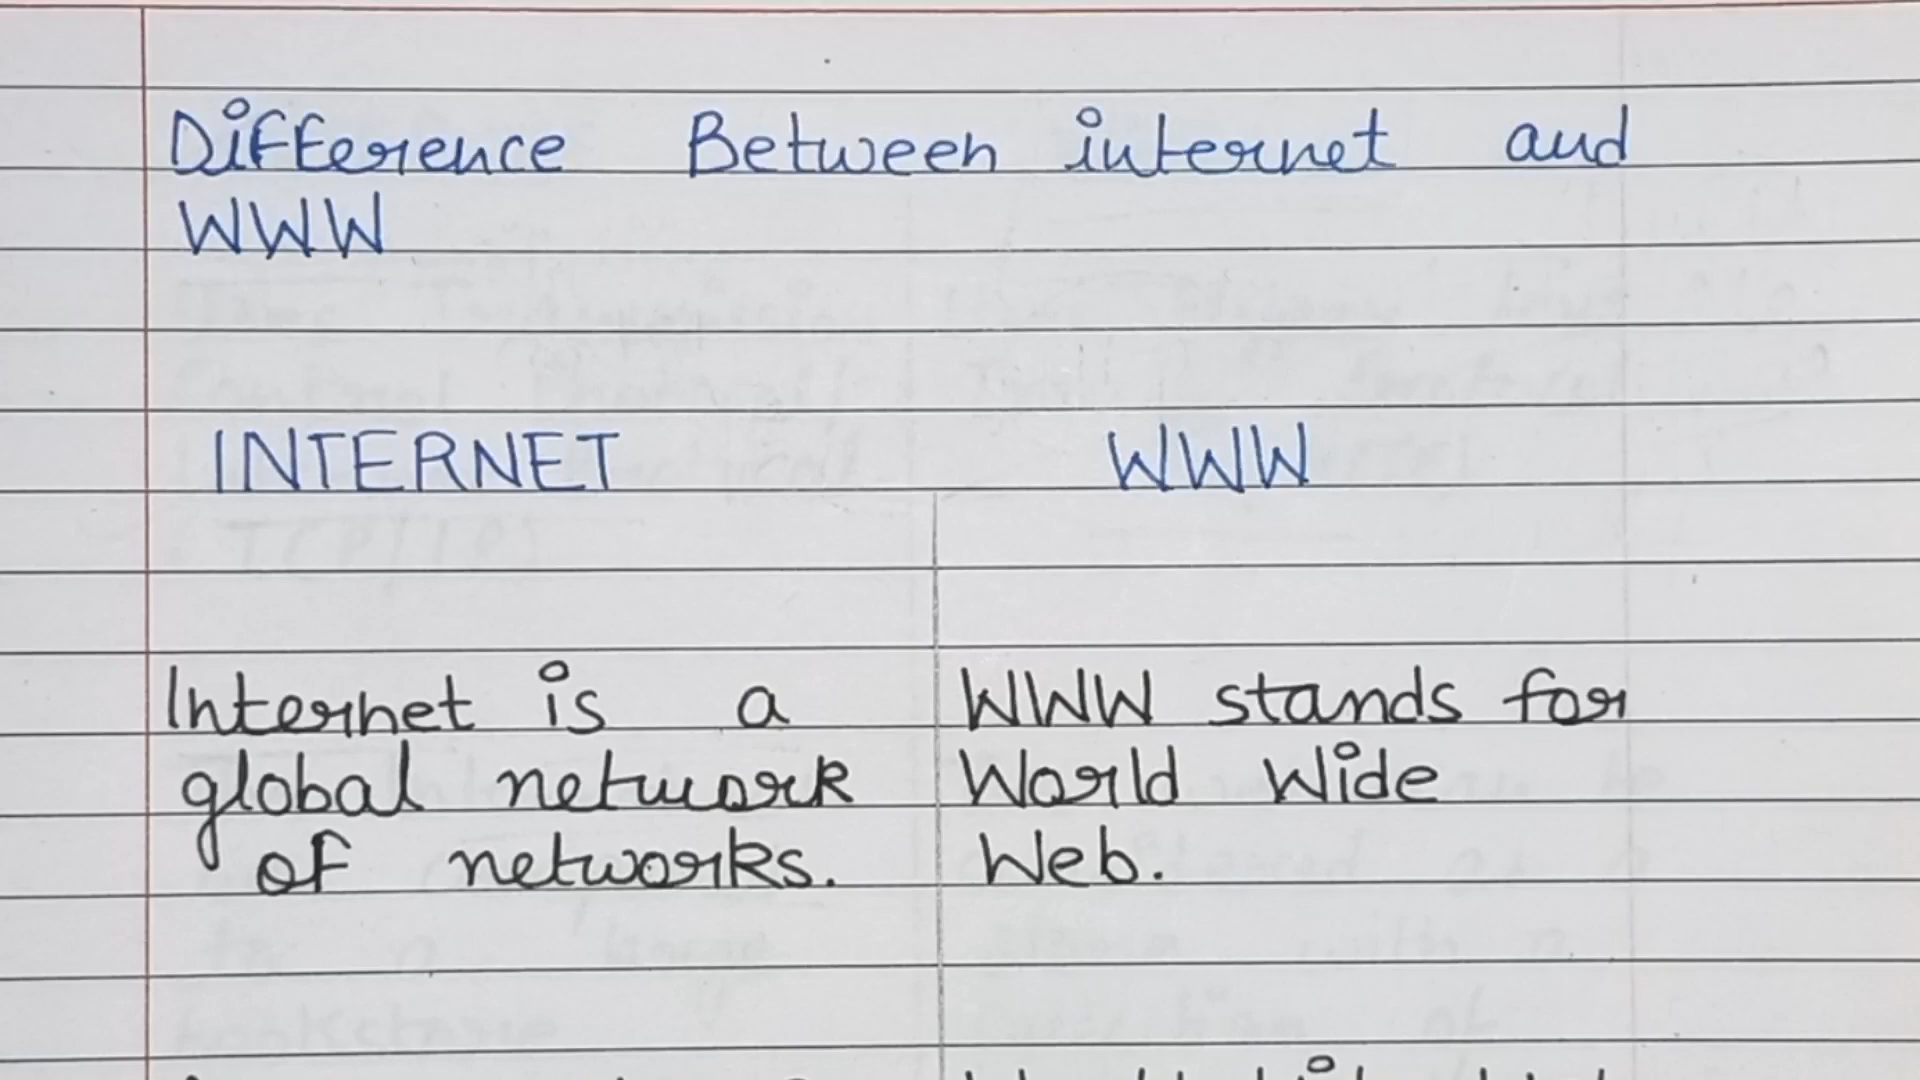 Difference Between internet and
WWW
INTERNET WWW
Internet is a WWW stands for
global network World Wide
of networks. Web.